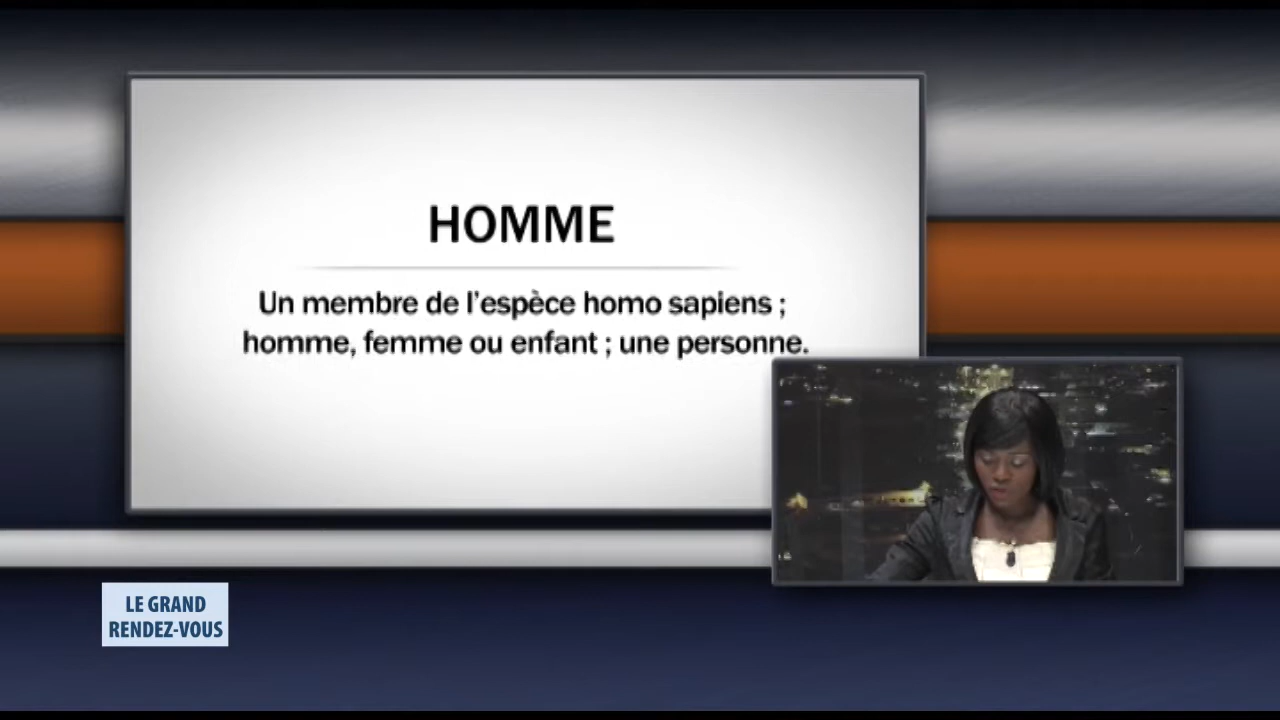 HOMME
Un membre de l'espèce homo sapiens ;
homme, femme ou enfant ; une personne.
LE GRAND
RENDEZ-VOUS